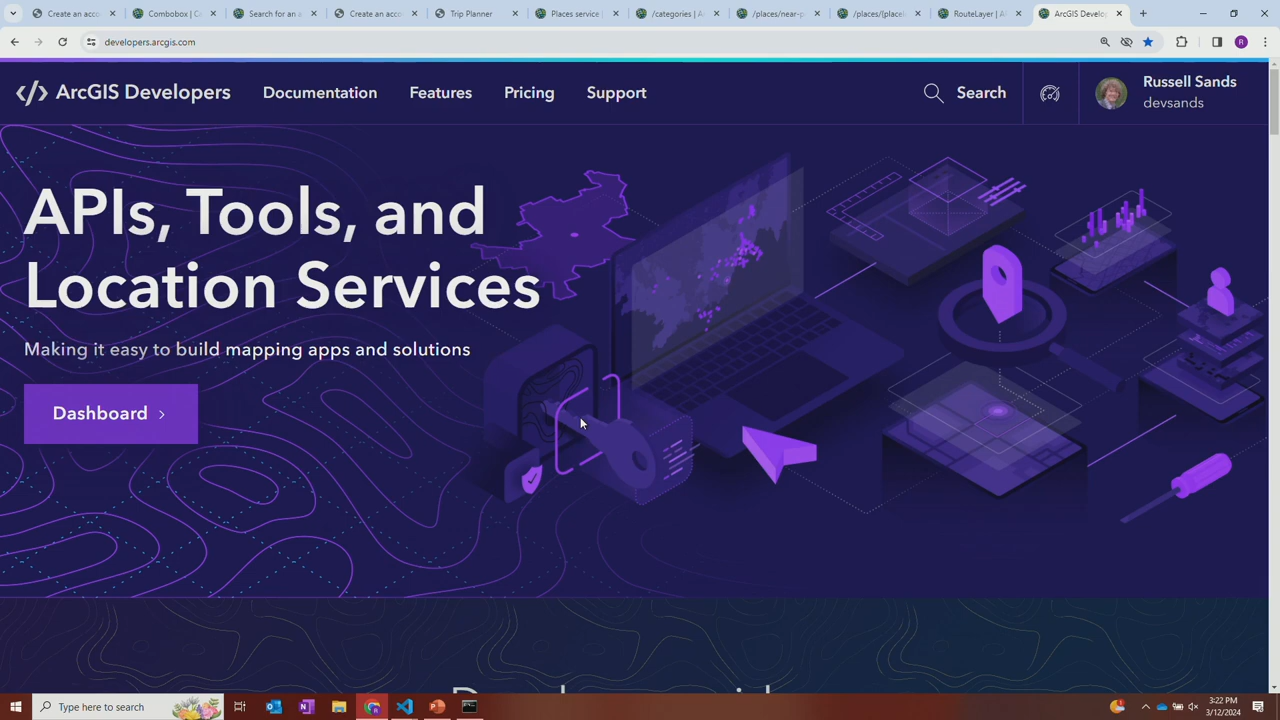 Create an acco
Combobox | C
Search for an a
Create an acco
Trip Planner
Places service
/categories | A
/places/near-p
/places/{place
RouteLayer | A
ArcGIS Develo
developers.arcgis.com
R
ArcGIS Developers
Documentation
Features
Pricing
Support
Search
Russell Sands
devsands
APIs, Tools, and
Location Services
Making it easy to build mapping apps and solutions
Dashboard
Type here to search
3:22 PM
3/12/2024